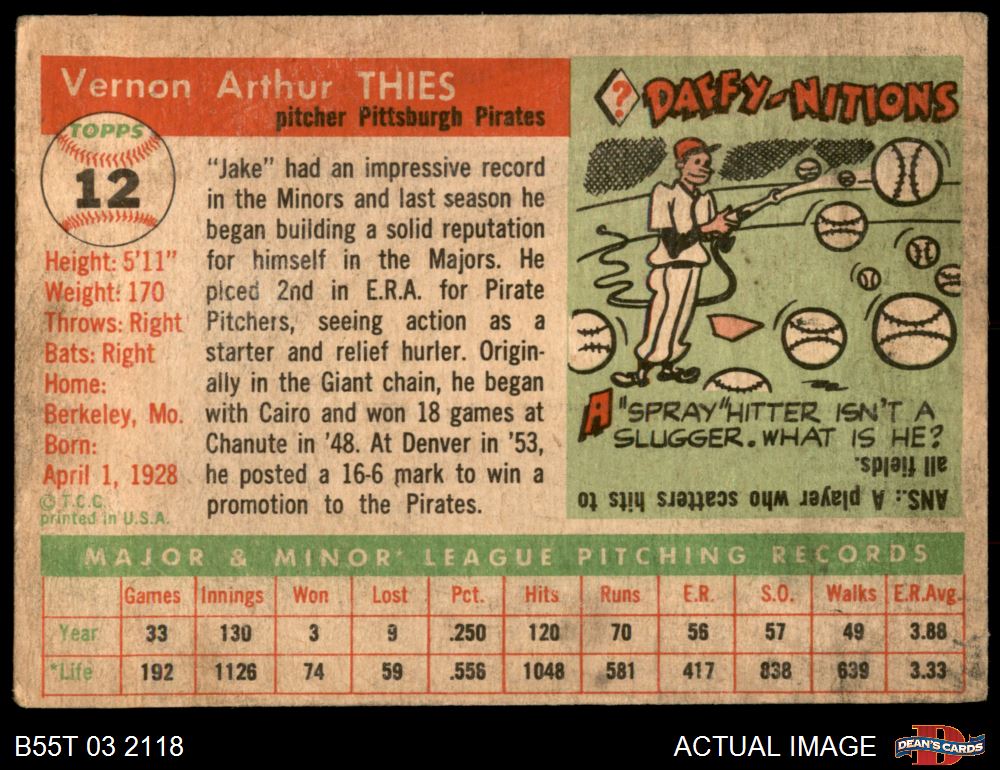 Vernon Arthur THIES
pitcher Pittsburgh Pirates
TOPPS
12
Height: 5'11"
Weight: 170
Throws: Right
Bats: Right
Home:
Berkeley, Mo.
Born:
April 1, 1928
© T.C.C.
printed in U.S.A.
"Jake" had an impressive record
in the Minors and last season he
began building a solid reputation
for himself in the Majors. He
plced 2nd in E.R.A. for Pirate
Pitchers, seeing action as a
starter and relief hurler. Origin-
ally in the Giant chain, he began
with Cairo and won 18 games at
Chanute in '48. At Denver in '53,
he posted a 16-6 mark to win a
promotion to the Pirates.
? DAFFY-NITIONS
A "SPRAY" HITTER ISN'T A
SLUGGER. WHAT IS HE?
ANS.: A player who scatters hits to
all fields.
MAJOR & MINOR* LEAGUE PITCHING RECORDS
Games Innings Won Lost Pct. Hits Runs E.R. S.O. Walks E.R.Avg.
Year 33 130 3 9 .250 120 70 56 57 49 3.88
*Life 192 1126 74 59 .556 1048 581 417 838 639 3.33
B55T 03 2118
ACTUAL IMAGE
D
DEAN'S CARDS